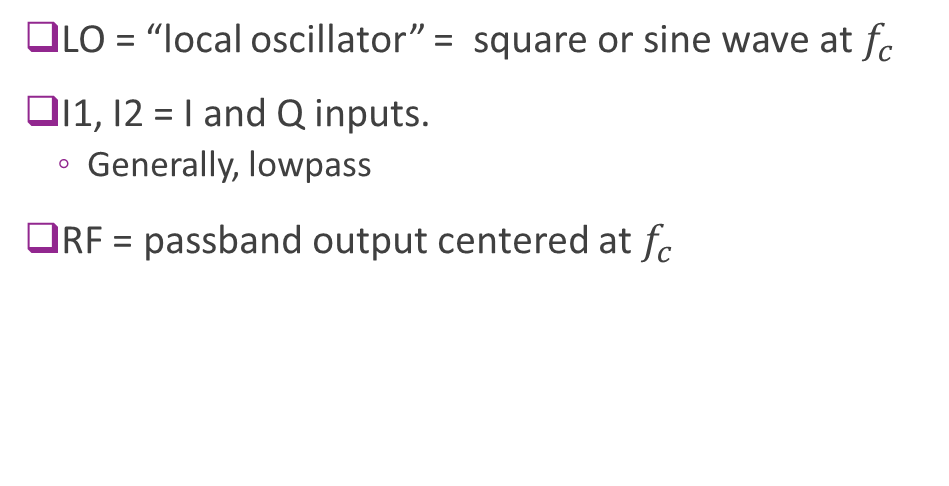 ❑LO = “local oscillator” = square or sine wave at f_c
❑I1, I2 = I and Q inputs.
◦ Generally, lowpass
❑RF = passband output centered at f_c